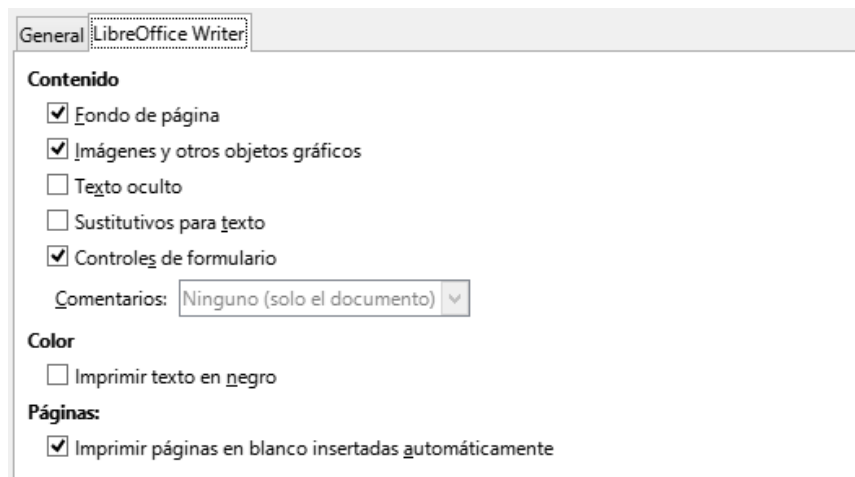 General LibreOffice Writer
Contenido
Fondo de página
Imágenes y otros objetos gráficos
Texto oculto
Sustitutivos para texto
Controles de formulario
Comentarios: Ninguno (solo el documento)
Color
Imprimir texto en negro
Páginas:
Imprimir páginas en blanco insertadas automáticamente